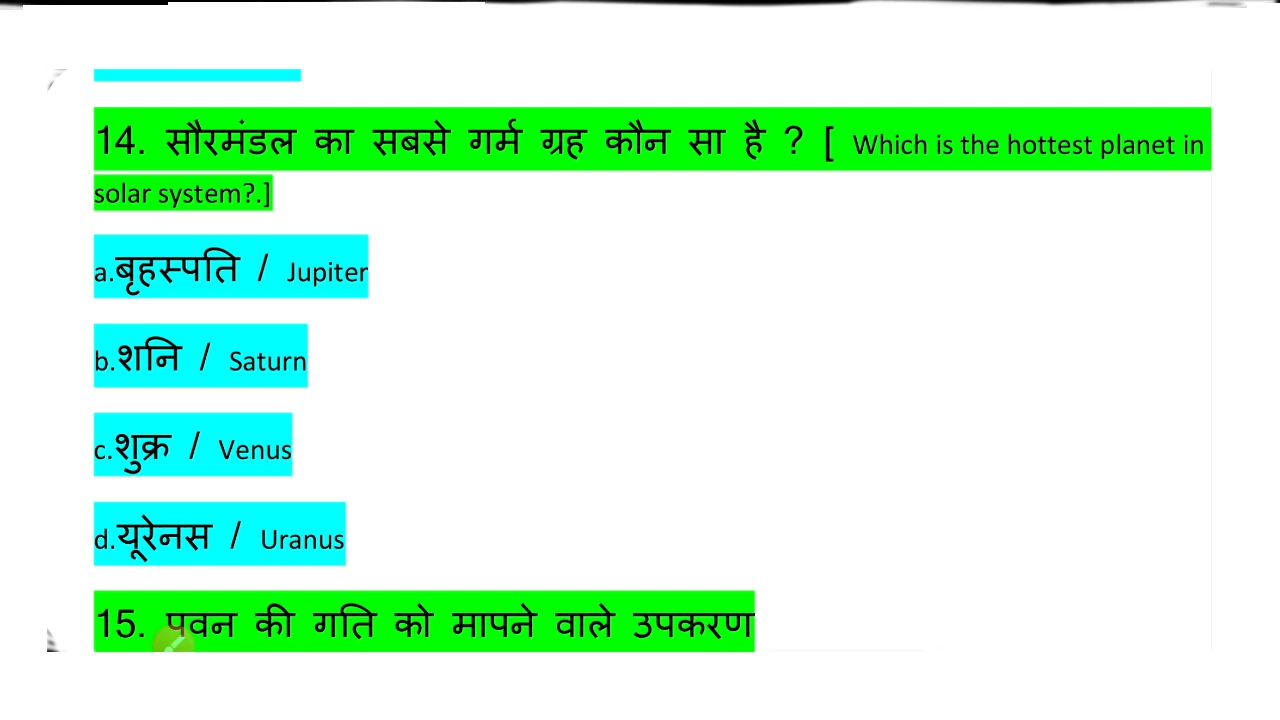 14. सौरमंडल का सबसे गर्म ग्रह कौन सा है ? [ Which is the hottest planet in
solar system?.]
a.बृहस्पति / Jupiter
b.शनि / Saturn
c.शुक्र / Venus
d.यूरेनस / Uranus
15. पवन की गति को मापने वाले उपकरण